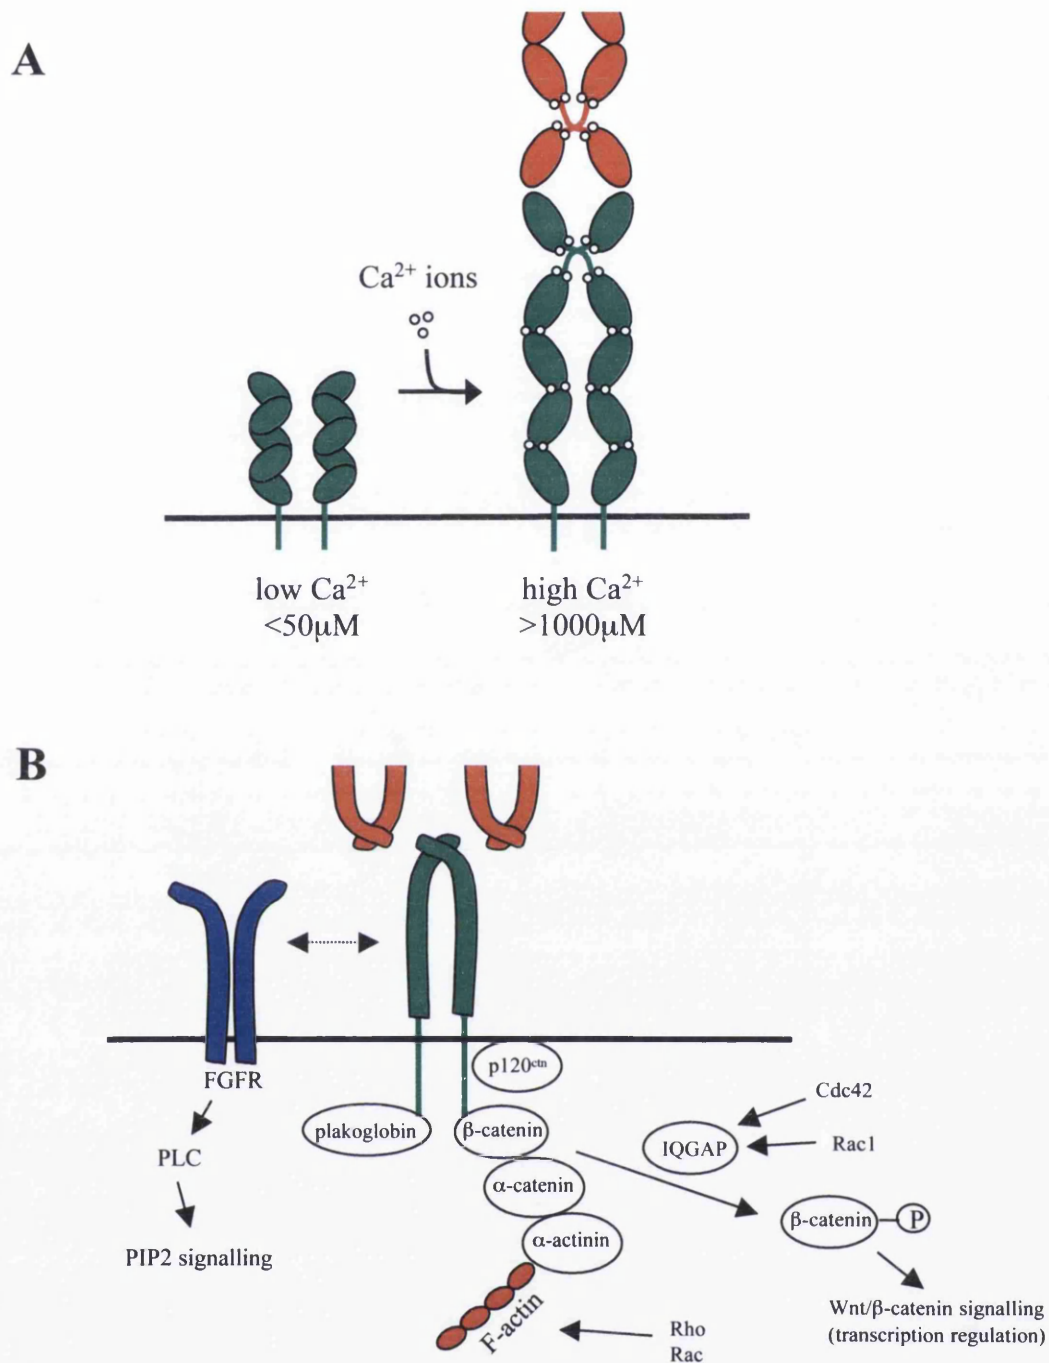 A
Ca²⁺ ions
low Ca²⁺
<50µM
high Ca²⁺
>1000µM
B
FGFR
PLC
PIP2 signalling
p120ctn
plakoglobin
β-catenin
α-catenin
α-actinin
F-actin
Rho
Rac
IQGAP
Cdc42
Rac1
β-catenin
P
Wnt/β-catenin signalling
(transcription regulation)